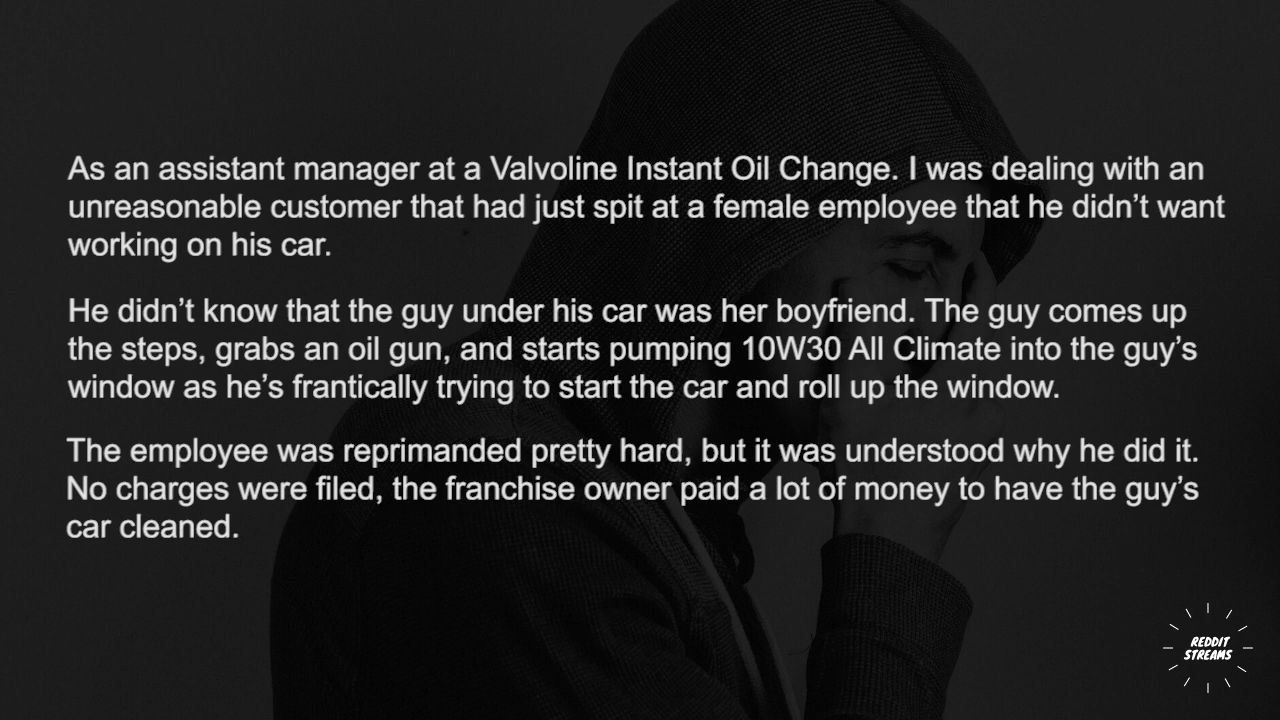 As an assistant manager at a Valvoline Instant Oil Change. I was dealing with an
unreasonable customer that had just spit at a female employee that he didn’t want
working on his car.
He didn’t know that the guy under his car was her boyfriend. The guy comes up
the steps, grabs an oil gun, and starts pumping 10W30 All Climate into the guy’s
window as he’s frantically trying to start the car and roll up the window.
The employee was reprimanded pretty hard, but it was understood why he did it.
No charges were filed, the franchise owner paid a lot of money to have the guy’s
car cleaned.
REDDIT
STREAMS